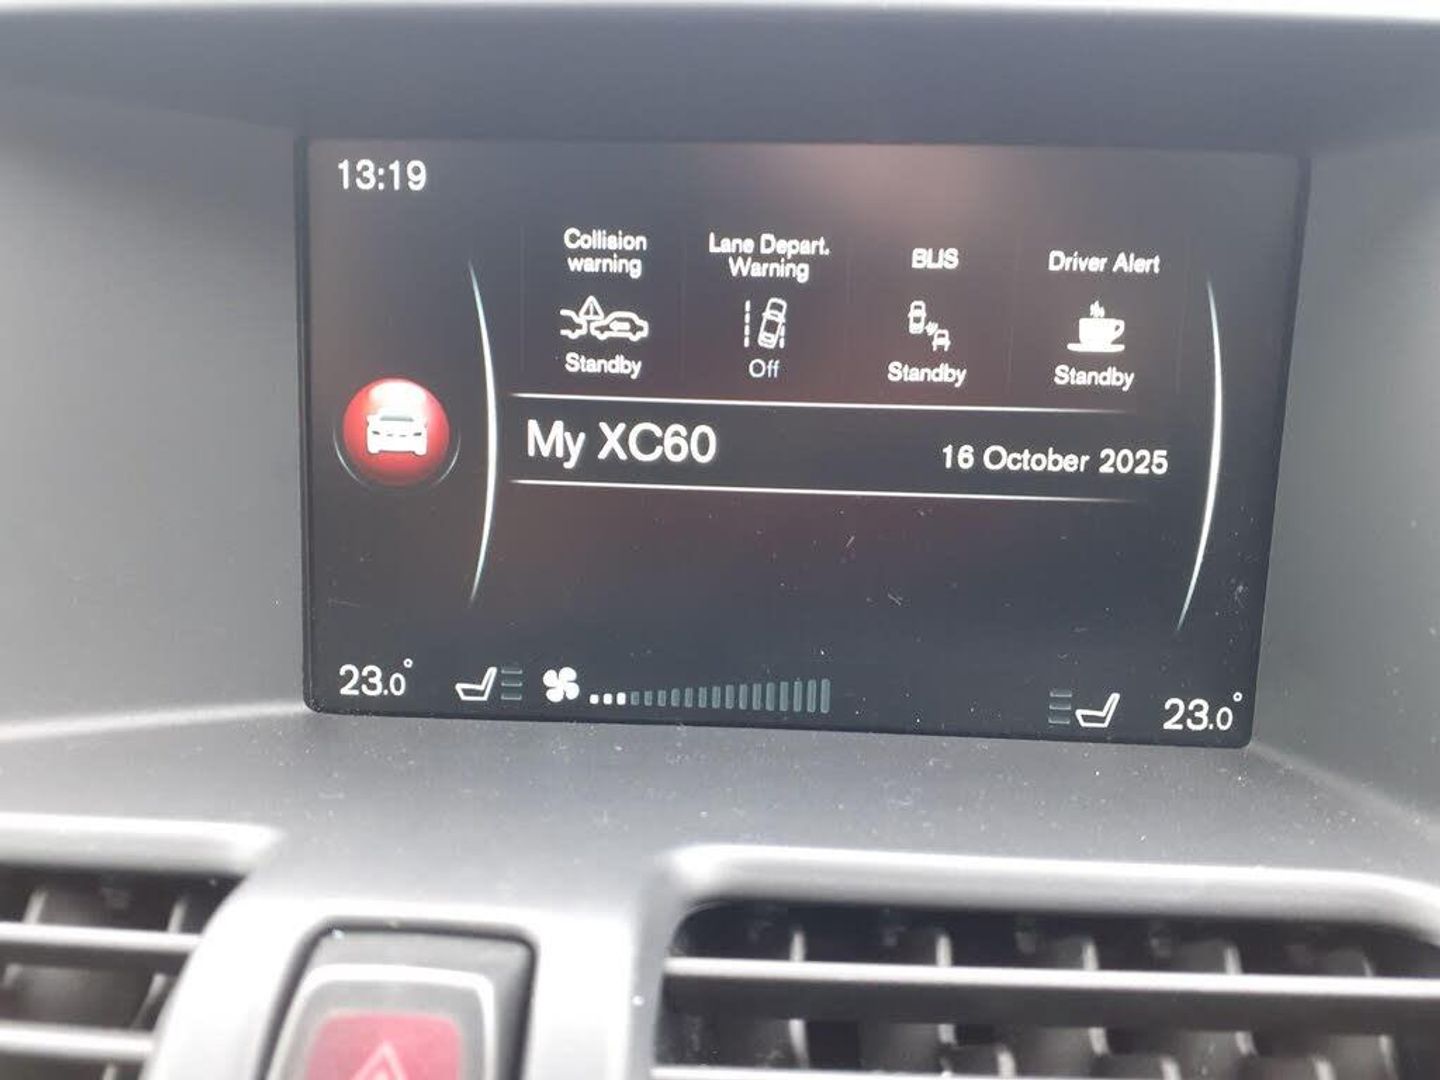 13:19
Collision
warning
Lane Depart.
Warning
BLIS
Driver Alert
Standby
Off
Standby
Standby
My XC60
16 October 2025
23.0°
23.0°